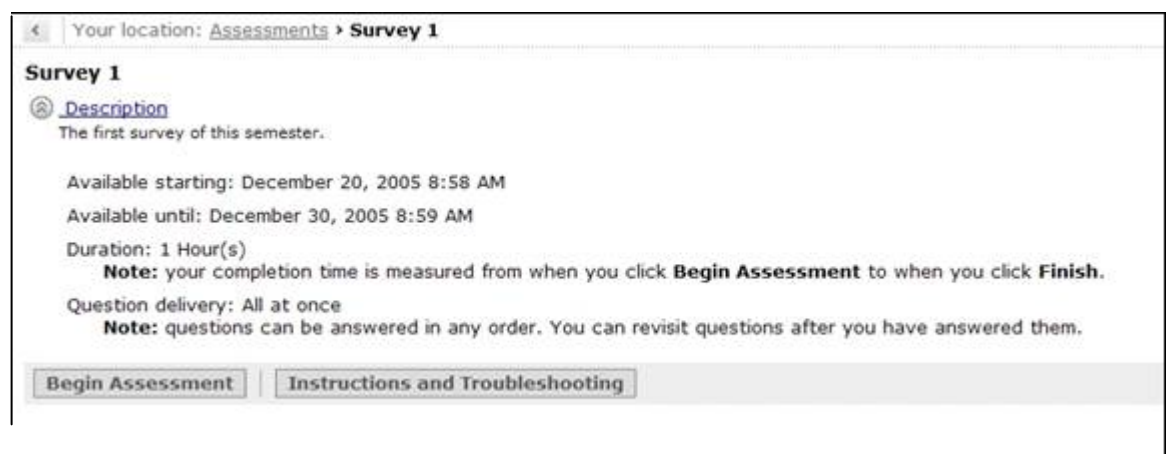 Your location: Assessments › Survey 1
Survey 1
Description
The first survey of this semester.
Available starting: December 20, 2005 8:58 AM
Available until: December 30, 2005 8:59 AM
Duration: 1 Hour(s)
Note: your completion time is measured from when you click Begin Assessment to when you click Finish.
Question delivery: All at once
Note: questions can be answered in any order. You can revisit questions after you have answered them.
Begin Assessment Instructions and Troubleshooting